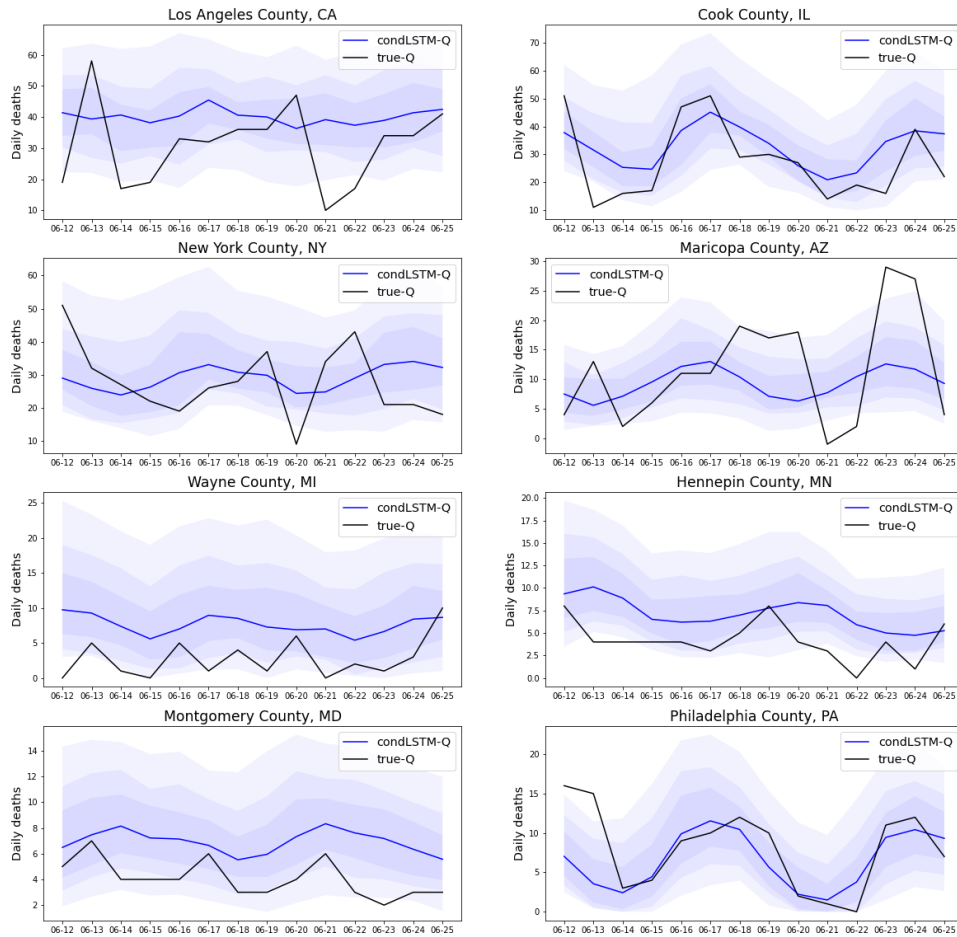 Los Angeles County, CA
Daily deaths
60
50
40
30
20
10
condLSTM-Q
true-Q
06-12 06-13 06-14 06-15 06-16 06-17 06-18 06-19 06-20 06-21 06-22 06-23 06-24 06-25
Cook County, IL
Daily deaths
70
60
50
40
30
20
10
condLSTM-Q
true-Q
06-12 06-13 06-14 06-15 06-16 06-17 06-18 06-19 06-20 06-21 06-22 06-23 06-24 06-25
New York County, NY
Daily deaths
60
50
40
30
20
10
condLSTM-Q
true-Q
06-12 06-13 06-14 06-15 06-16 06-17 06-18 06-19 06-20 06-21 06-22 06-23 06-24 06-25
Maricopa County, AZ
Daily deaths
30
25
20
15
10
5
0
condLSTM-Q
true-Q
06-12 06-13 06-14 06-15 06-16 06-17 06-18 06-19 06-20 06-21 06-22 06-23 06-24 06-25
Wayne County, MI
Daily deaths
25
20
15
10
5
0
condLSTM-Q
true-Q
06-12 06-13 06-14 06-15 06-16 06-17 06-18 06-19 06-20 06-21 06-22 06-23 06-24 06-25
Hennepin County, MN
Daily deaths
20.0
17.5
15.0
12.5
10.0
7.5
5.0
2.5
0.0
condLSTM-Q
true-Q
06-12 06-13 06-14 06-15 06-16 06-17 06-18 06-19 06-20 06-21 06-22 06-23 06-24 06-25
Montgomery County, MD
Daily deaths
14
12
10
8
6
4
2
condLSTM-Q
true-Q
06-12 06-13 06-14 06-15 06-16 06-17 06-18 06-19 06-20 06-21 06-22 06-23 06-24 06-25
Philadelphia County, PA
Daily deaths
20
15
10
5
0
condLSTM-Q
true-Q
06-12 06-13 06-14 06-15 06-16 06-17 06-18 06-19 06-20 06-21 06-22 06-23 06-24 06-25